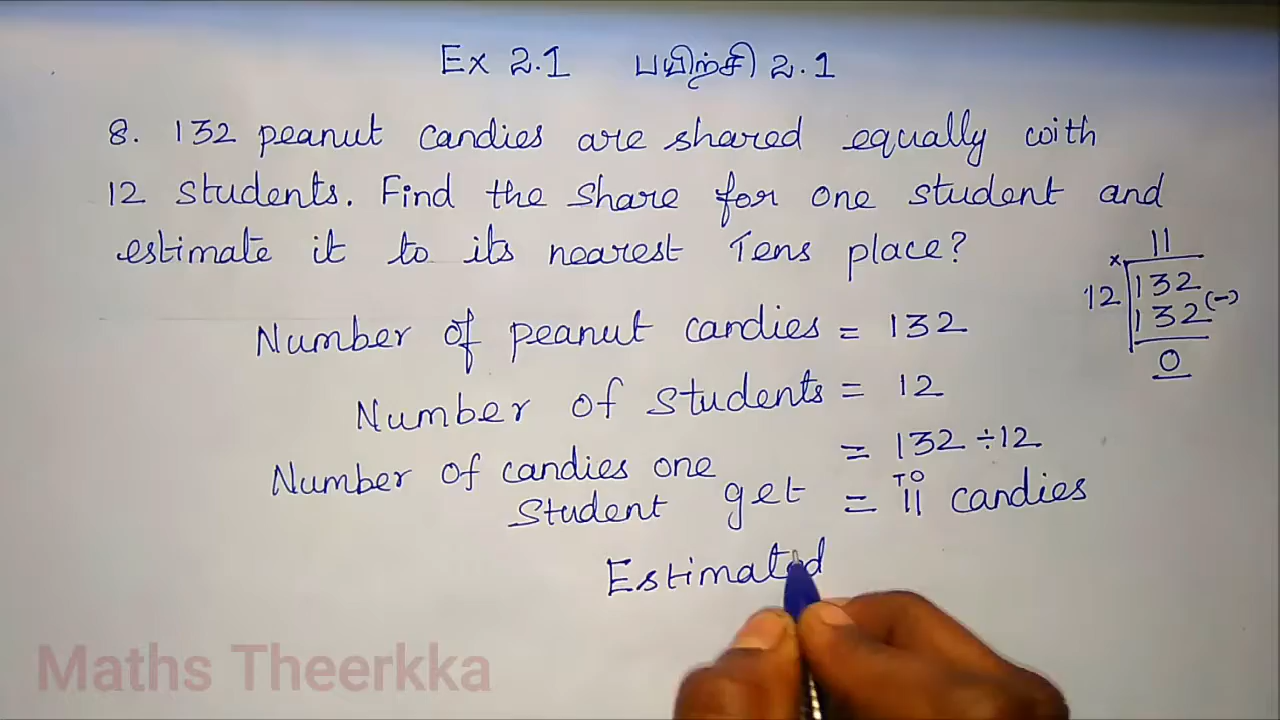 Ex 2.1 பயிற்சி 2.1
8. 132 peanut candies are shared equally with
12 students. Find the share for one student and
estimate it to its nearest Tens place?
11
×
12 132
132 (-)
0
Number of peanut candies = 132
Number of students = 12
= 132 ÷ 12
Number of candies one
Student get = 11 candies
T O
Estimated
Maths Theerkka